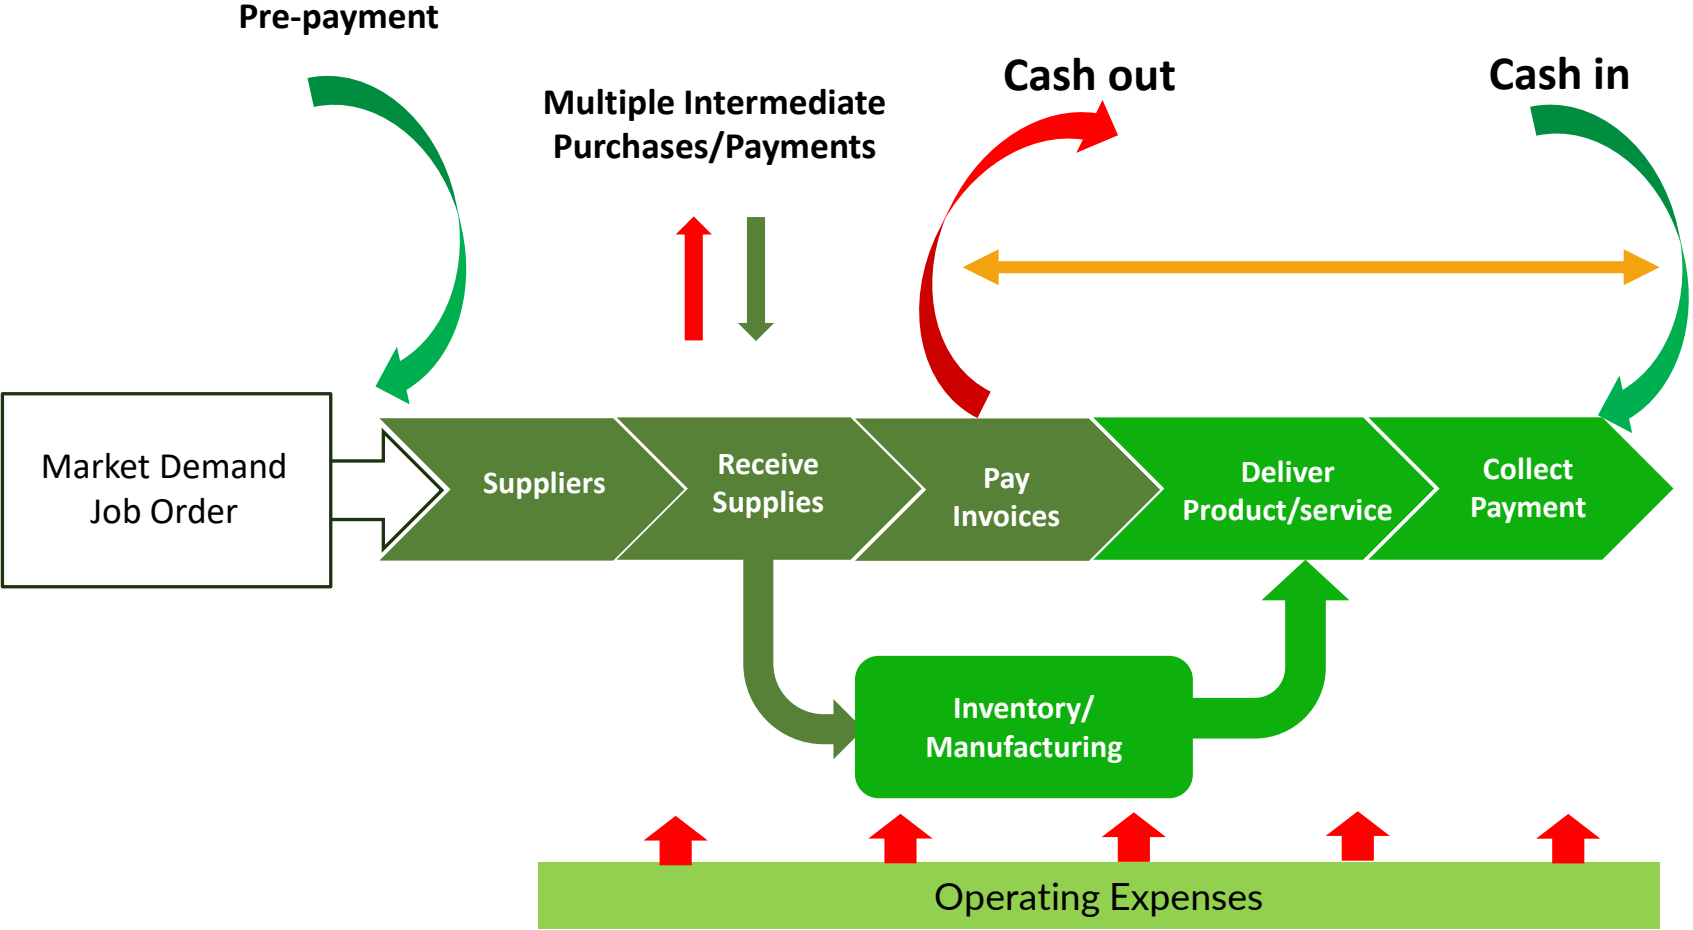 Pre-payment
Multiple Intermediate
Purchases/Payments
Cash out
Cash in
Market Demand
Job Order
Suppliers
Receive
Supplies
Pay
Invoices
Deliver
Product/service
Collect
Payment
Inventory/
Manufacturing
Operating Expenses